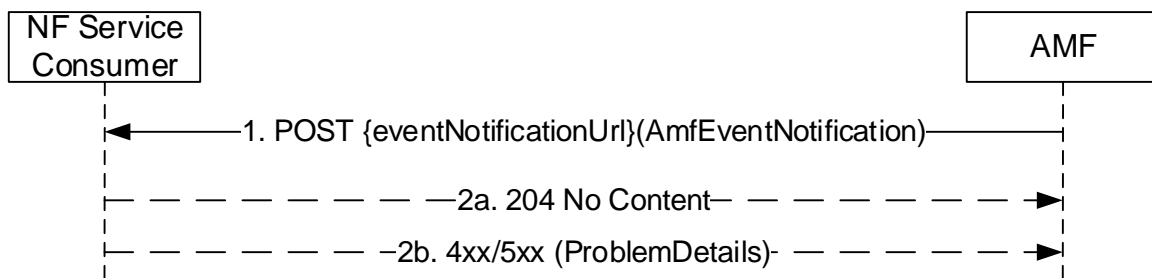 NF Service
Consumer
AMF
1. POST {eventNotificationUrl}(AmfEventNotification)
2a. 204 No Content
2b. 4xx/5xx (ProblemDetails)